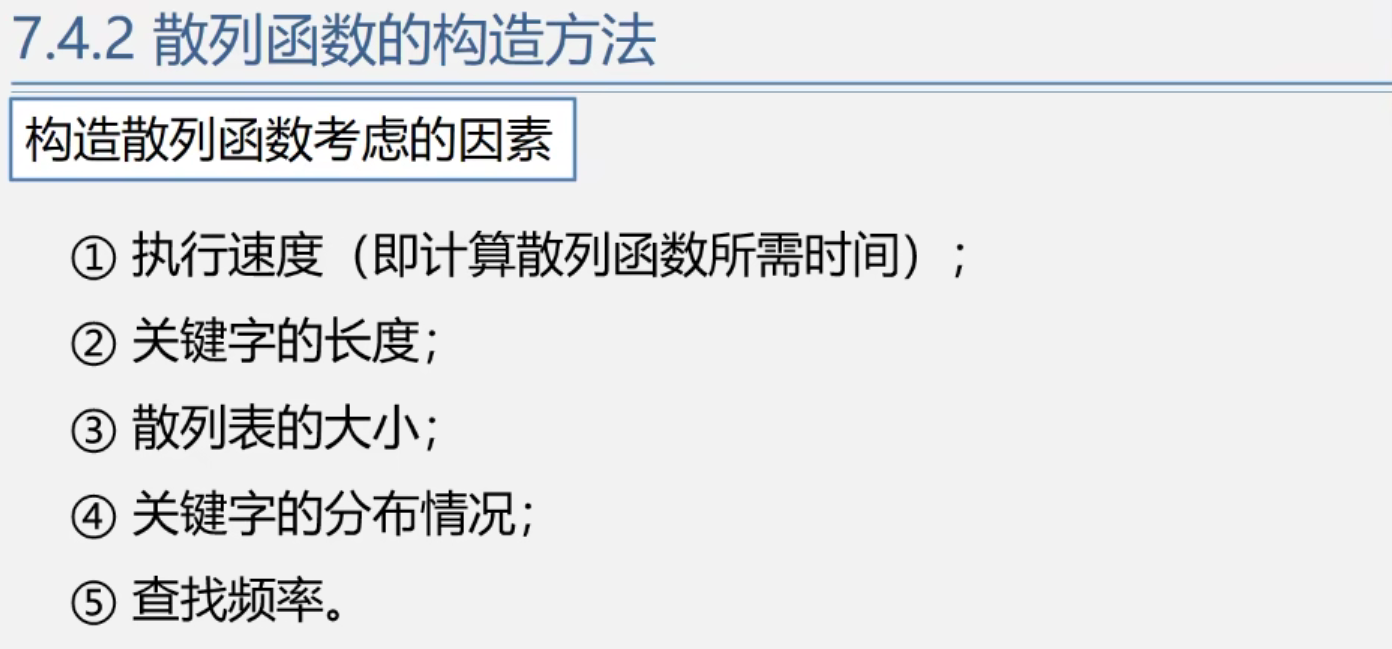 7.4.2 散列函数的构造方法
构造散列函数考虑的因素
① 执行速度（即计算散列函数所需时间）;
② 关键字的长度;
③ 散列表的大小;
④ 关键字的分布情况;
⑤ 查找频率。